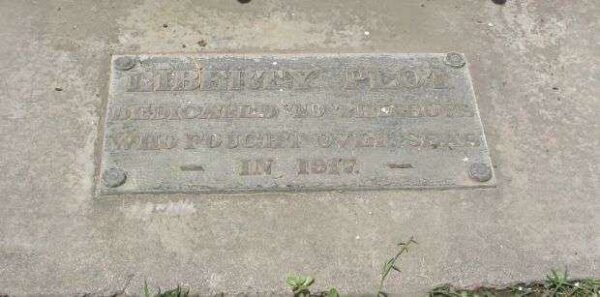 LIBERTY PLOT
DEDICATED TO THE BOYS
WHO FOUGHT OVER SEAS
— IN 1917. —